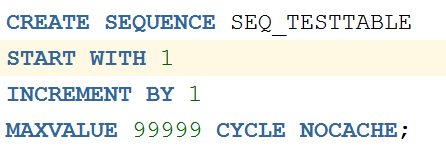 CREATE SEQUENCE SEQ_TESTTABLE
START WITH 1
INCREMENT BY 1
MAXVALUE 99999 CYCLE NOCACHE;